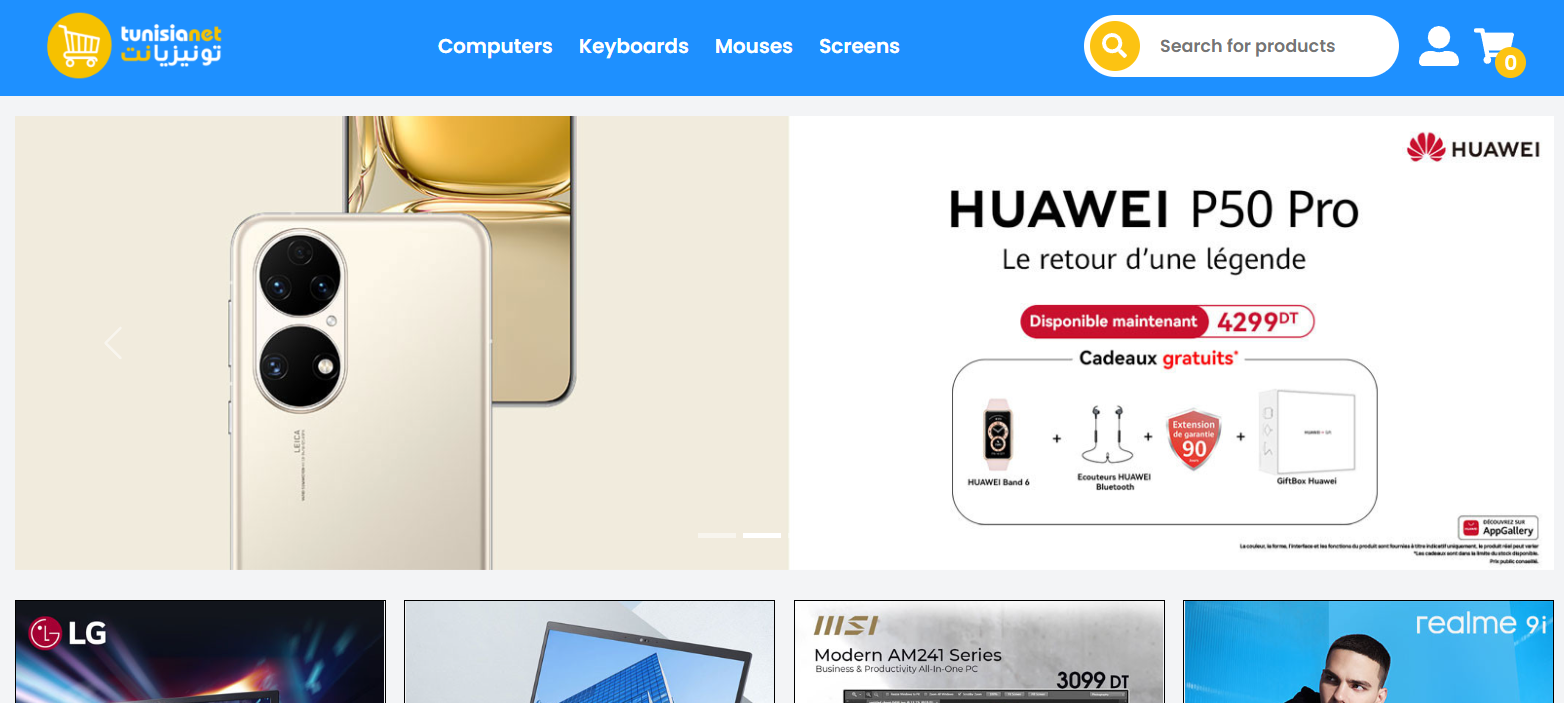 tunisianet
تونيزيانت
Computers Keyboards Mouses Screens
Search for products
0
HUAWEI
HUAWEI P50 Pro
Le retour d'une légende
Disponible maintenant 4299DT
Cadeaux gratuits*
Extension
de garantie
90
HUAWEI Band 6
+
Ecouteurs HUAWEI
Bluetooth
+
+
GiftBox Huawei
LEICA
DÉCOUVREZ SUR
AppGallery
La couleur, la forme, l'interface et les fonctions du produit sont fournies à titre indicatif uniquement, le produit réel peut varier
*Les cadeaux sont dans la limite du stock disponible.
Prix public conseillé.
LG
msi
Modern AM241 Series
Business & Productivity All-In-One PC
3099 DT
realme 9i